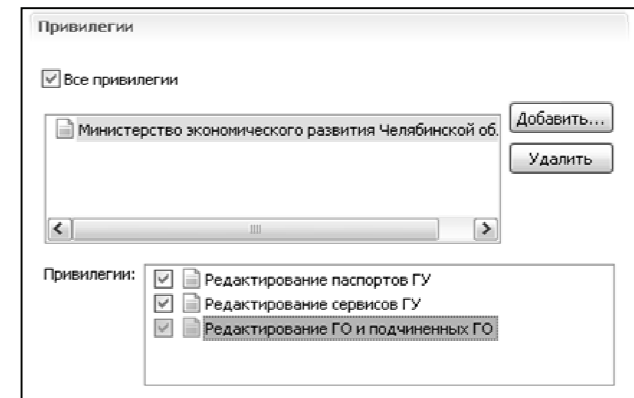 Привилегии
Все привилегии
Министерство экономического развития Челябинской об.
Добавить...
Удалить
Привилегии:
Редактирование паспортов ГУ
Редактирование сервисов ГУ
Редактирование ГО и подчиненных ГО